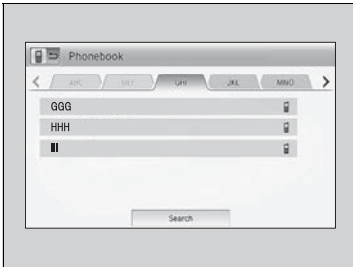 Phonebook
ABC DEF GHI JKL MNO
GGG
HHH
III
Search